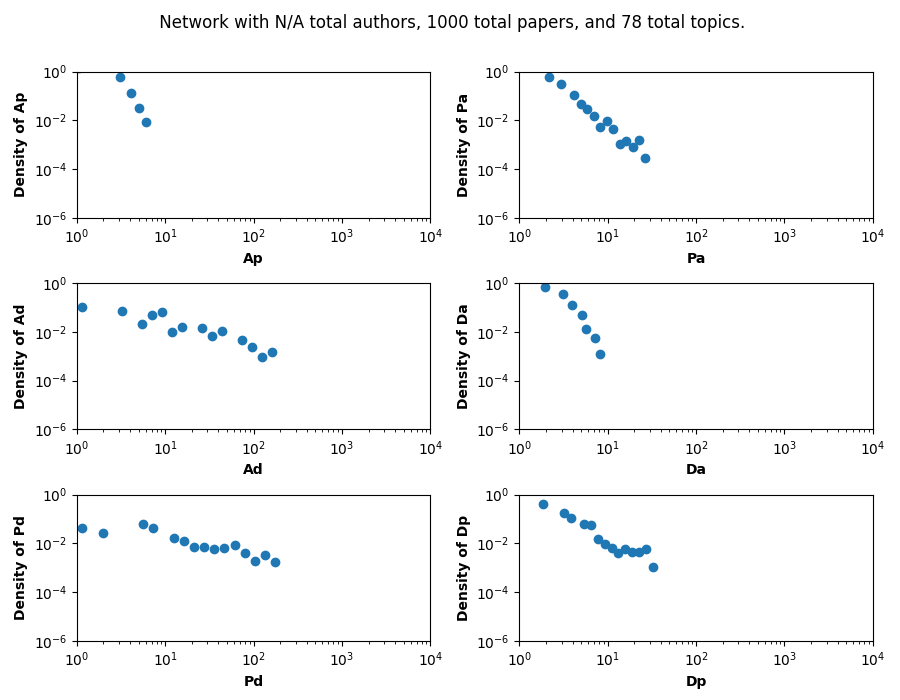 Network with N/A total authors, 1000 total papers, and 78 total topics.
Density of Ap
10^0
10^-2
10^-4
10^-6
10^0 10^1 10^2 10^3 10^4
Ap
Density of Pa
10^0
10^-2
10^-4
10^-6
10^0 10^1 10^2 10^3 10^4
Pa
Density of Ad
10^0
10^-2
10^-4
10^-6
10^0 10^1 10^2 10^3 10^4
Ad
Density of Da
10^0
10^-2
10^-4
10^-6
10^0 10^1 10^2 10^3 10^4
Da
Density of Pd
10^0
10^-2
10^-4
10^-6
10^0 10^1 10^2 10^3 10^4
Pd
Density of Dp
10^0
10^-2
10^-4
10^-6
10^0 10^1 10^2 10^3 10^4
Dp